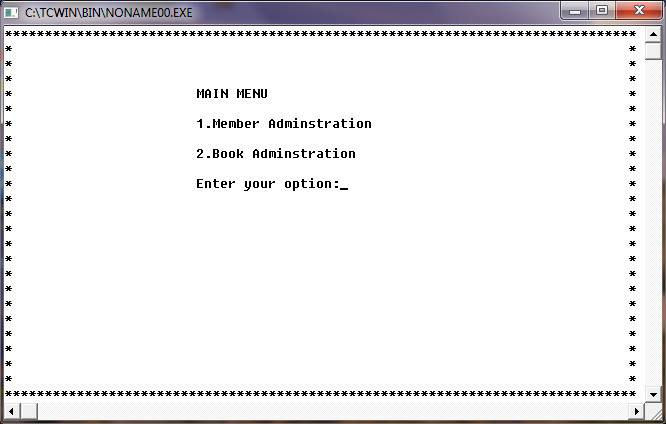 C:\TCWIN\BIN\NONAME00.EXE
MAIN MENU
1.Member Adminstration
2.Book Adminstration
Enter your option:_